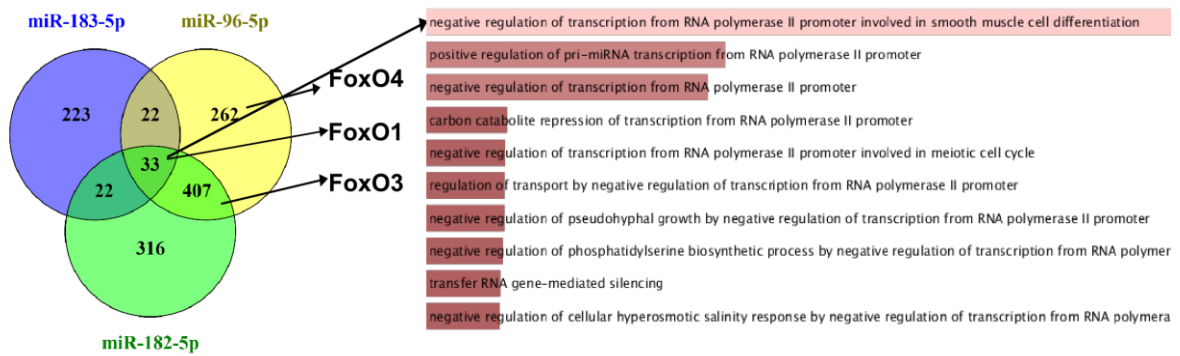 miR-183-5p
miR-96-5p
223
22
262
33
22
407
316
miR-182-5p
FoxO4
FoxO1
FoxO3
negative regulation of transcription from RNA polymerase II promoter involved in smooth muscle cell differentiation
positive regulation of pri-miRNA transcription from RNA polymerase II promoter
negative regulation of transcription from RNA polymerase II promoter
carbon catabolite repression of transcription from RNA polymerase II promoter
negative regulation of transcription from RNA polymerase II promoter involved in meiotic cell cycle
regulation of transport by negative regulation of transcription from RNA polymerase II promoter
negative regulation of pseudohyphal growth by negative regulation of transcription from RNA polymerase II promoter
negative regulation of phosphatidylserine biosynthetic process by negative regulation of transcription from RNA polymer
transfer RNA gene-mediated silencing
negative regulation of cellular hyperosmotic salinity response by negative regulation of transcription from RNA polymera